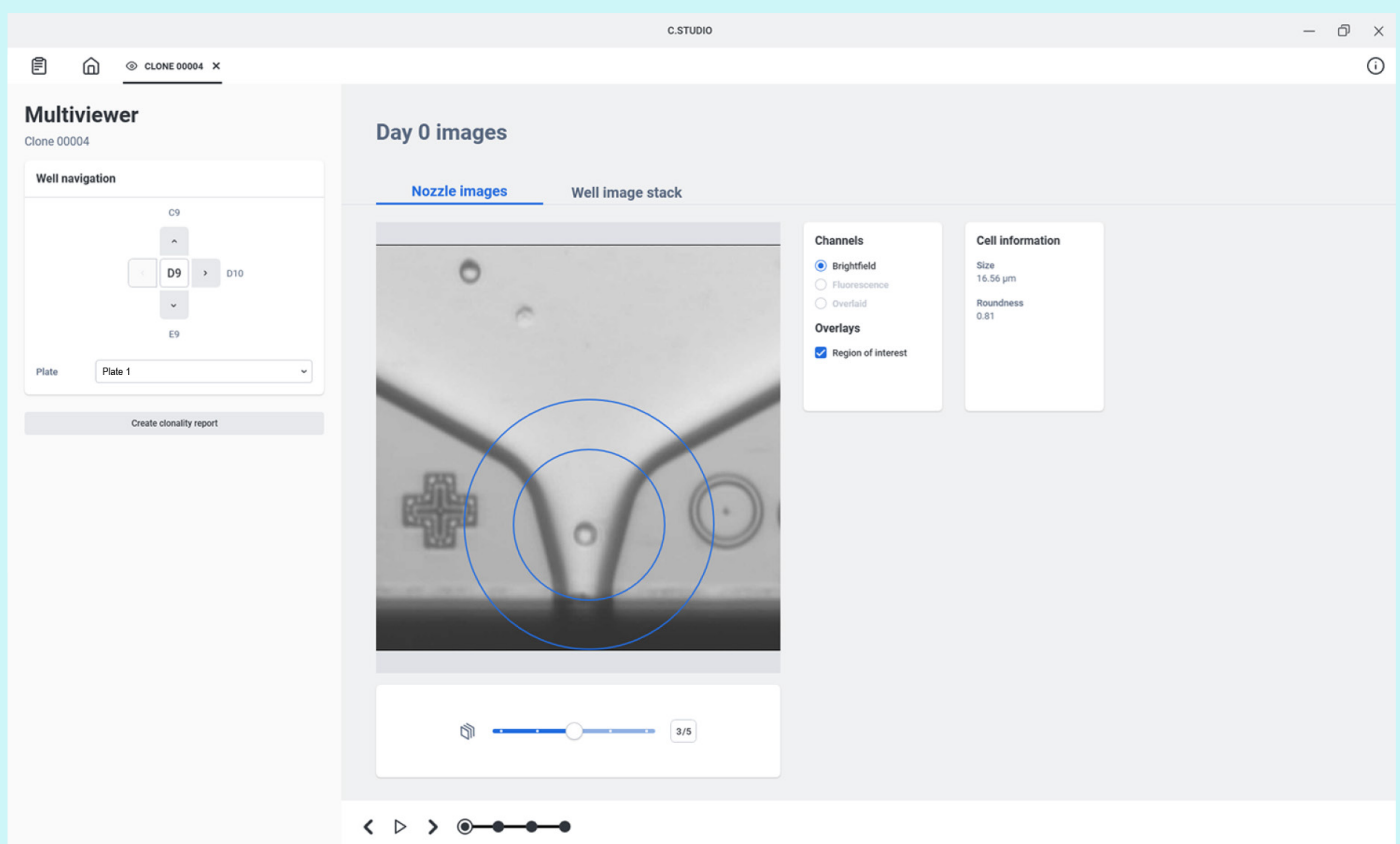 C.STUDIO
CLONE 00004
Multiviewer
Clone 00004
Well navigation
C9
D9
D10
E9
Plate
Plate 1
Create clonality report
Day 0 images
Nozzle images
Well image stack
Channels
Brightfield
Fluorescence
Overlaid
Overlays
Region of interest
Cell information
Size
16.56 μm
Roundness
0.81
3/5